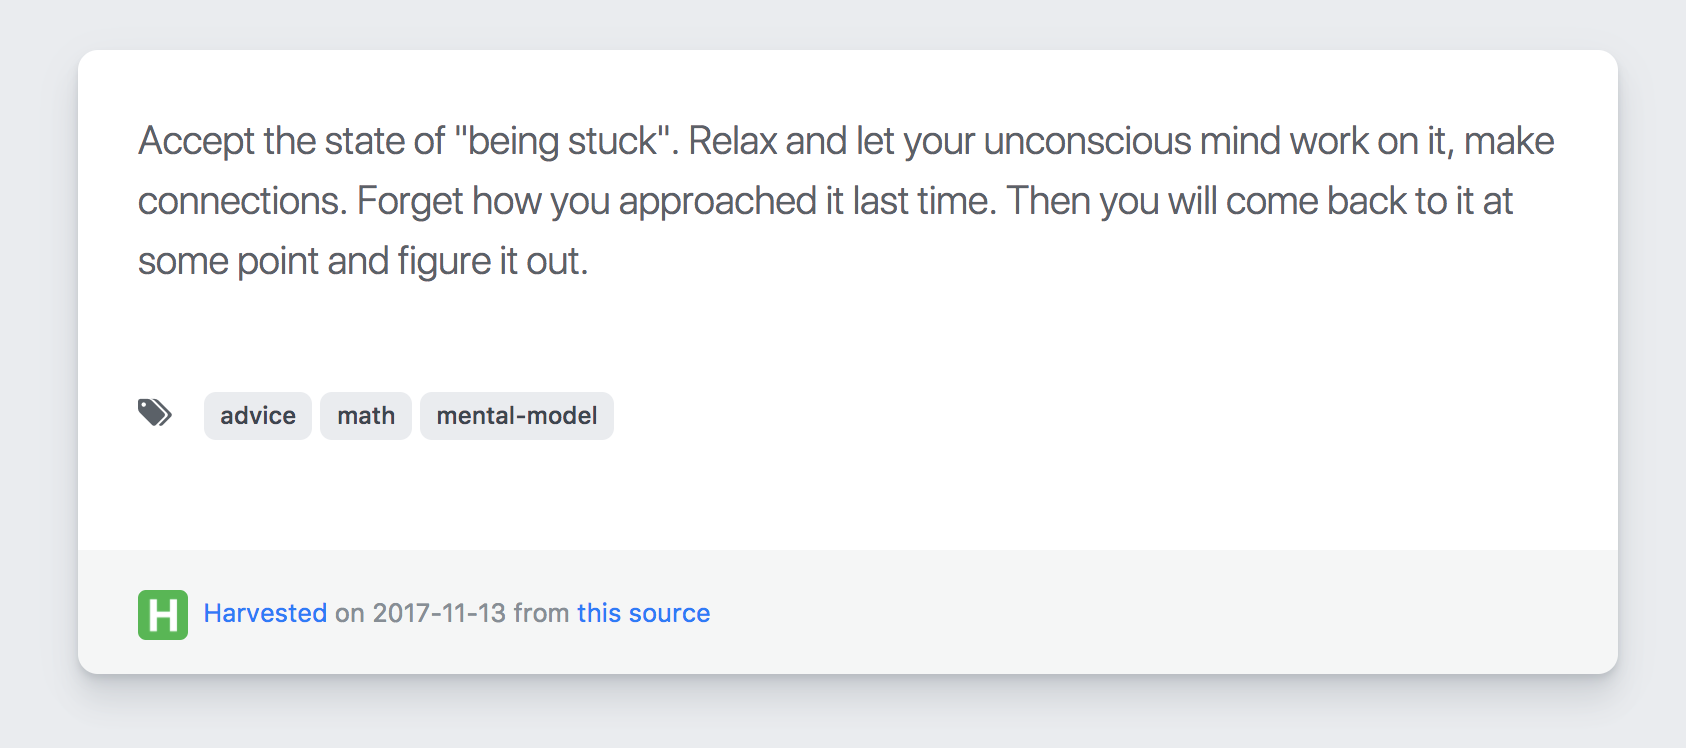 Accept the state of "being stuck". Relax and let your unconscious mind work on it, make
connections. Forget how you approached it last time. Then you will come back to it at
some point and figure it out.
advice math mental-model
H Harvested on 2017-11-13 from this source